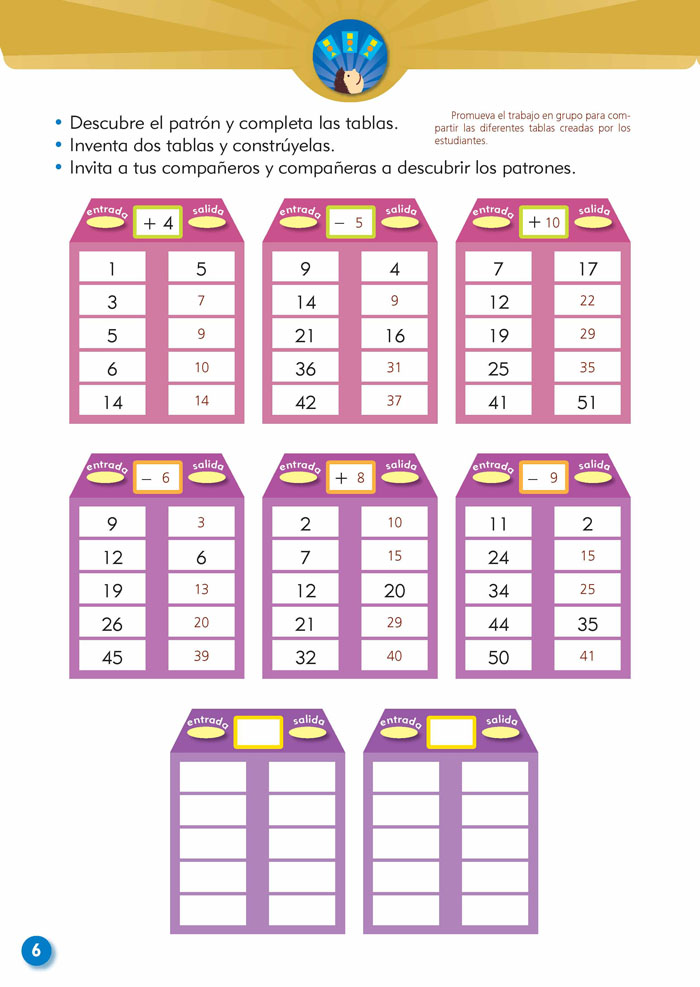 • Descubre el patrón y completa las tablas.
• Inventa dos tablas y constrúyelas.
• Invita a tus compañeros y compañeras a descubrir los patrones.
Promueva el trabajo en grupo para com-
partir las diferentes tablas creadas por los
estudiantes.
entrada + 4 salida
1 5
3 7
5 9
6 10
14 14
entrada − 5 salida
9 4
14 9
21 16
36 31
42 37
entrada + 10 salida
7 17
12 22
19 29
25 35
41 51
entrada − 6 salida
9 3
12 6
19 13
26 20
45 39
entrada + 8 salida
2 10
7 15
12 20
21 29
32 40
entrada − 9 salida
11 2
24 15
34 25
44 35
50 41
entrada salida
entrada salida
6